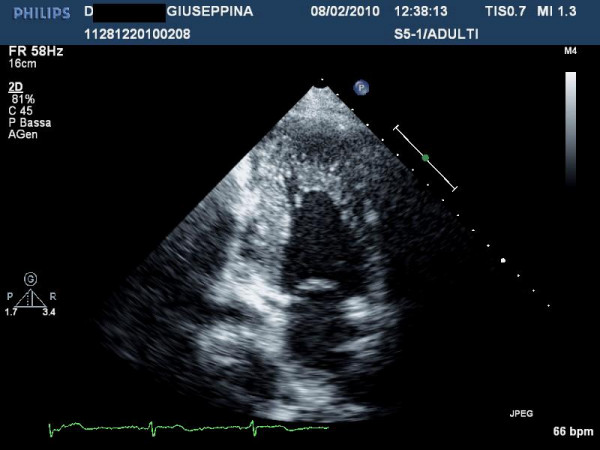 PHILIPS D GIUSEPPINA 08/02/2010 12:38:13 TIS0.7 MI 1.3
11281220100208 S5-1/ADULTI
FR 58Hz
16cm
M4
2D
81%
C 45
P Bassa
AGen
P
G
P R
1.7 3.4
JPEG
66 bpm